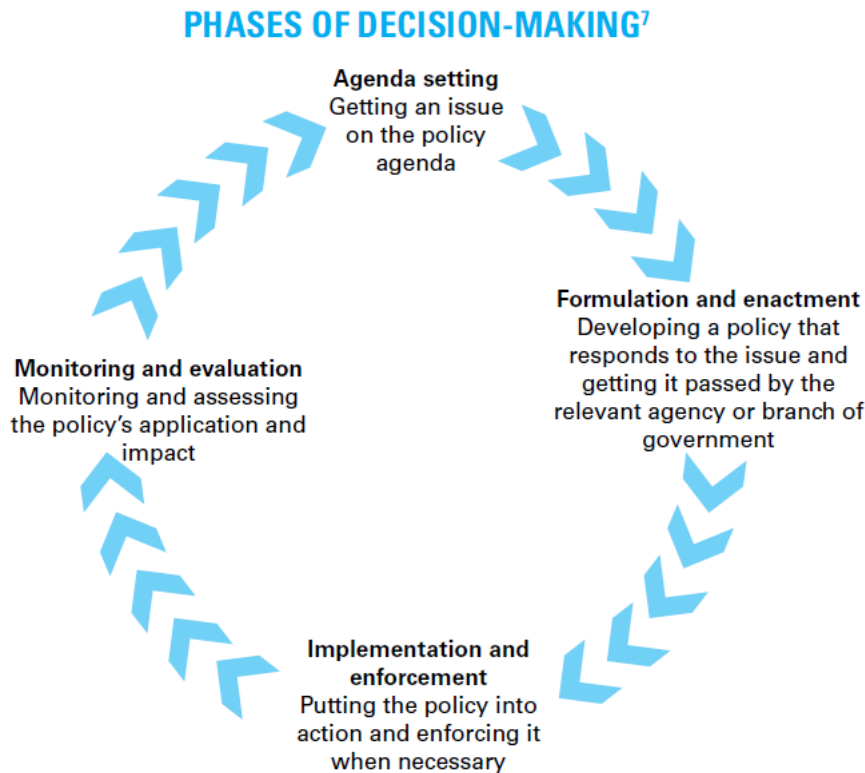 PHASES OF DECISION-MAKING⁷
Agenda setting
Getting an issue
on the policy
agenda
Formulation and enactment
Developing a policy that
responds to the issue and
getting it passed by the
relevant agency or branch of
government
Implementation and
enforcement
Putting the policy into
action and enforcing it
when necessary
Monitoring and evaluation
Monitoring and assessing
the policy’s application and
impact